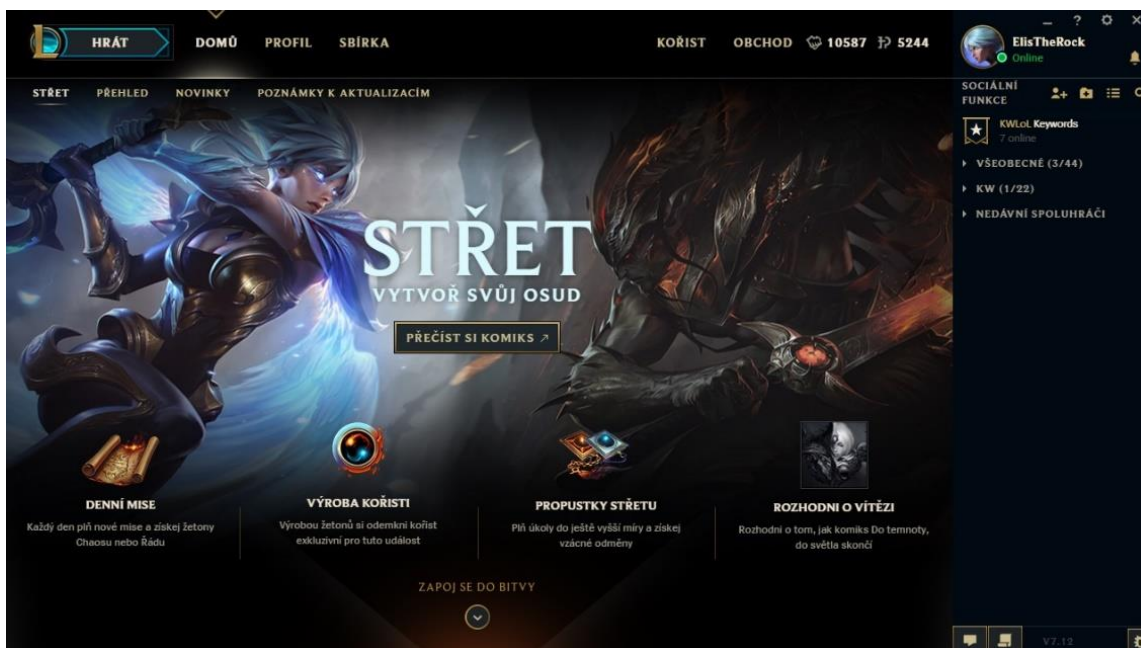 HRÁT
DOMŮ
PROFIL
SBÍRKA
KOŘIST
OBCHOD
10587
5244
ElisTheRock
Online
STŘET
PŘEHLED
NOVINKY
POZNÁMKY K AKTUALIZACÍM
SOCIÁLNÍ
FUNKCE
KWLoL Keywords
7 online
VŠEOBECNÉ (3/44)
KW (1/22)
NEDÁVNÍ SPOLUHRÁČI
STŘET
VYTVOŘ SVŮJ OSUD
PŘEČÍST SI KOMIKS
DENNÍ MISE
Každý den plň nové mise a získej žetony
Chaosu nebo Řádu
VÝROBA KOŘISTI
Výrobou žetonů si odemkni kořist
exkluzivní pro tuto událost
PROPUSTKY STŘETU
Plň úkoly do ještě vyšší míry a získej
vzácné odměny
ROZHODNI O VÍTĚZI
Rozhodni o tom, jak komiks Do temnoty,
do světla skončí
ZAPOJ SE DO BITVY
V7.12